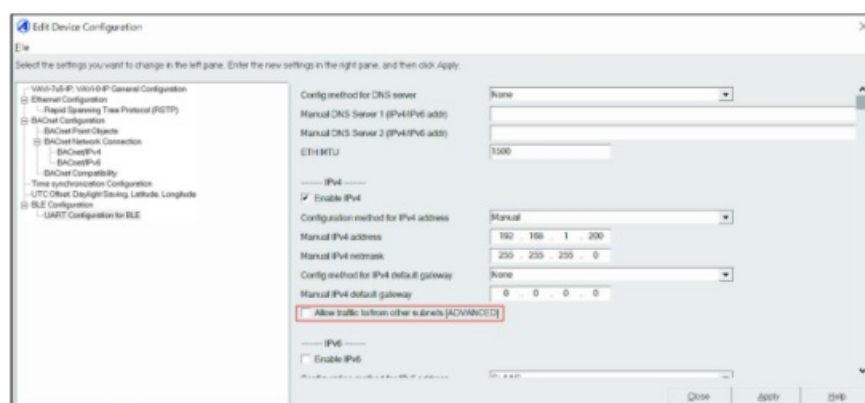 Edit Device Configuration
File
Select the settings you want to change in the left pane. Enter the new settings in the right pane, and then click Apply.
General Configuration
Ethernet Configuration
Rapid Spanning Tree Protocol (RSTP)
BACnet Configuration
BACnet Point Objects
BACnet Network Connection
BACnet/IPv4
BACnet/IPv6
BACnet Compatibility
Time synchronization Configuration
UTC Offset, Daylight Saving, Latitude, Longitude
BLE Configuration
UART Configuration for BLE
Config method for DNS server None
Manual DNS Server 1 (IPv4/IPv6 addr)
Manual DNS Server 2 (IPv4/IPv6 addr)
ETH MTU 1500
------- IPv4 -------
Enable IPv4
Configuration method for IPv4 address Manual
Manual IPv4 address 192 . 168 . 1 . 200
Manual IPv4 netmask 255 . 255 . 255 . 0
Config method for IPv4 default gateway None
Manual IPv4 default gateway 0 . 0 . 0 . 0
Allow traffic to/from other subnets [ADVANCED]
------- IPv6 -------
Enable IPv6
Close Apply Help